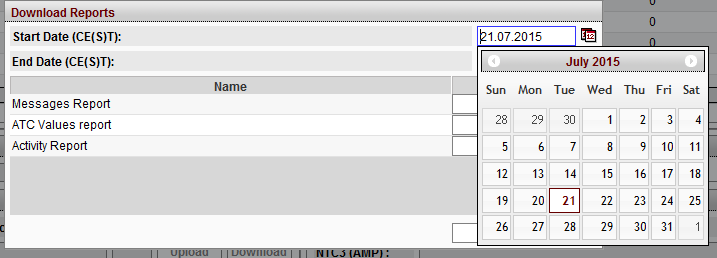 0
Download Reports
Start Date (CE(S)T): 21.07.2015 0
0
End Date (CE(S)T):
July 2015
Name
Sun Mon Tue Wed Thu Fri Sat
Messages Report
28 29 30 1 2 3 4
ATC Values report
Activity Report
5 6 7 8 9 10 11
12 13 14 15 16 17 18
19 20 21 22 23 24 25
26 27 28 29 30 31 1
Upload Download NTC3 (AMP) :